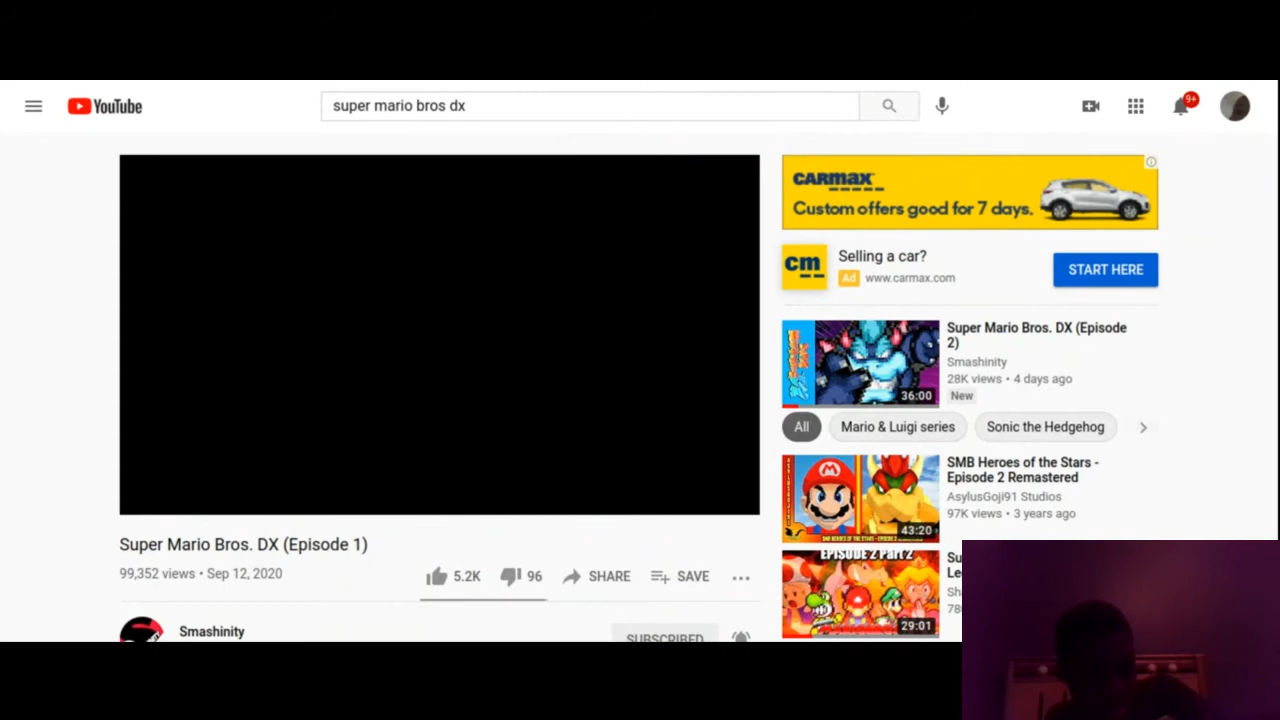 YouTube
super mario bros dx
9+
CARMAX
Custom offers good for 7 days.
cm
Selling a car?
Ad www.carmax.com
START HERE
Super Mario Bros. DX (Episode
2)
Smashinity
28K views • 4 days ago
New
36:00
All
Mario & Luigi series
Sonic the Hedgehog
SMB Heroes of the Stars -
Episode 2 Remastered
AsylusGoji91 Studios
97K views • 3 years ago
43:20
EPISODE 2 Part 2
29:01
Super Mario Bros. DX (Episode 1)
99,352 views • Sep 12, 2020
5.2K
96
SHARE
SAVE
Smashinity
SUBSCRIBED